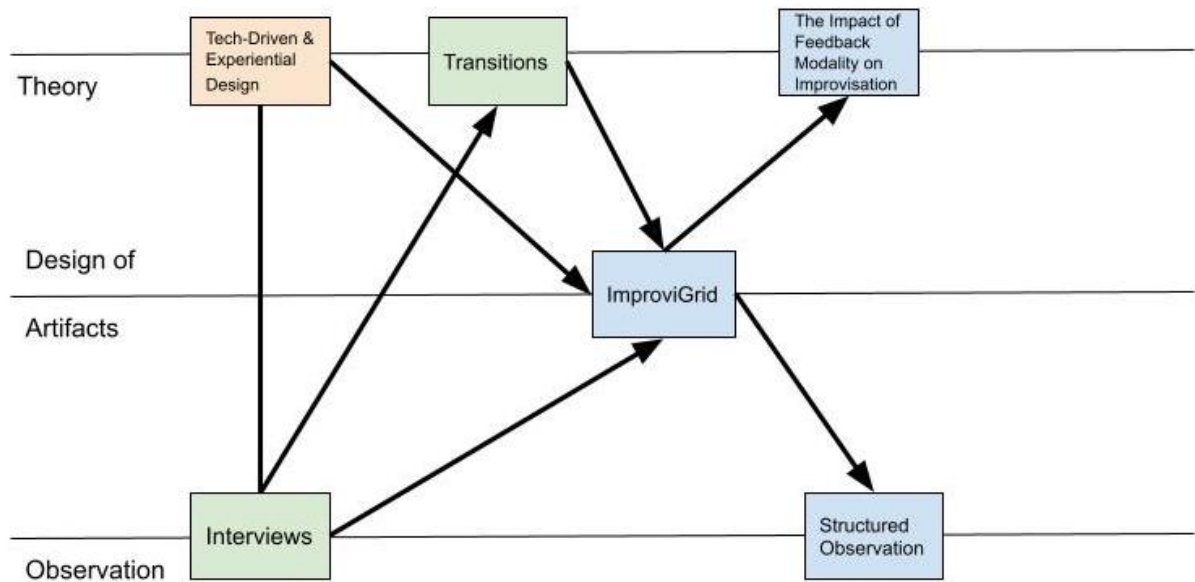 Tech-Driven &
Experiential
Design
Transitions
The Impact of
Feedback
Modality on
Improvisation
Theory
Design of
ImproviGrid
Artifacts
Interviews
Structured
Observation
Observation